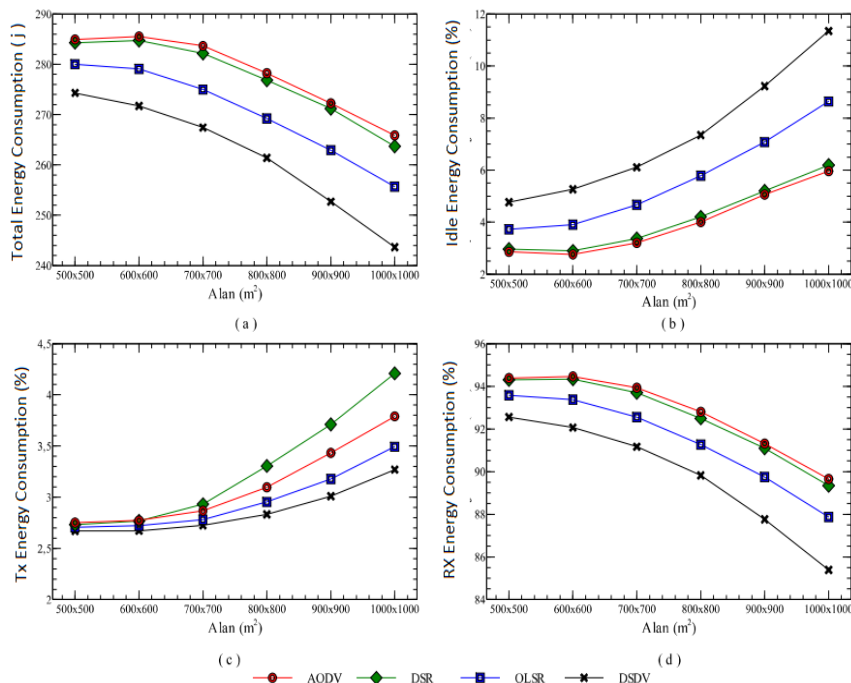 Total Energy Consumption (j)
290
280
270
260
250
240
500x500 600x600 700x700 800x800 900x900 1000x1000
Alan (m²)
( a )
Idle Energy Consumption (%)
12
10
8
6
4
2
500x500 600x600 700x700 800x800 900x900 1000x1000
Alan (m²)
( b )
Tx Energy Consumption (%)
4,5
4
3,5
3
2,5
2
500x500 600x600 700x700 800x800 900x900 1000x1000
Alan (m²)
( c )
RX Energy Consumption (%)
96
94
92
90
88
86
84
500x500 600x600 700x700 800x800 900x900 1000x1000
Alan (m²)
( d )
AODV DSR OLSR DSDV